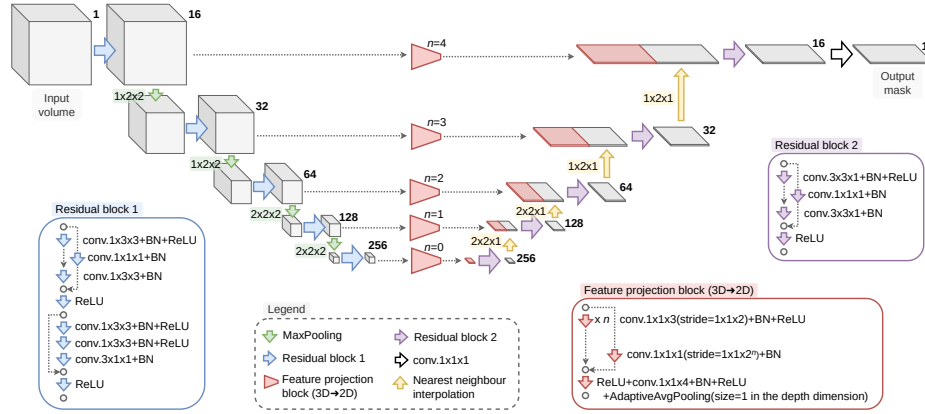 1
16
n=4
16
1
Input
volume
Output
mask
1x2x2
1x2x1
32
n=3
32
1x2x2
1x2x1
64
n=2
64
2x2x2
2x2x1
128
n=1
128
2x2x2
2x2x1
256
n=0
256
Residual block 1
conv.1x3x3+BN+ReLU
conv.1x1x1+BN
conv.1x3x3+BN
ReLU
conv.1x3x3+BN+ReLU
conv.1x3x3+BN+ReLU
conv.3x1x1+BN
ReLU
Legend
MaxPooling
Residual block 1
Feature projection
block (3D➔2D)
Residual block 2
conv.1x1x1
Nearest neighbour
interpolation
Residual block 2
conv.3x3x1+BN+ReLU
conv.1x1x1+BN
conv.3x3x1+BN
ReLU
Feature projection block (3D➔2D)
x n conv.1x1x3(stride=1x1x2)+BN+ReLU
conv.1x1x1(stride=1x1x2ⁿ)+BN
ReLU+conv.1x1x4+BN+ReLU
+AdaptiveAvgPooling(size=1 in the depth dimension)